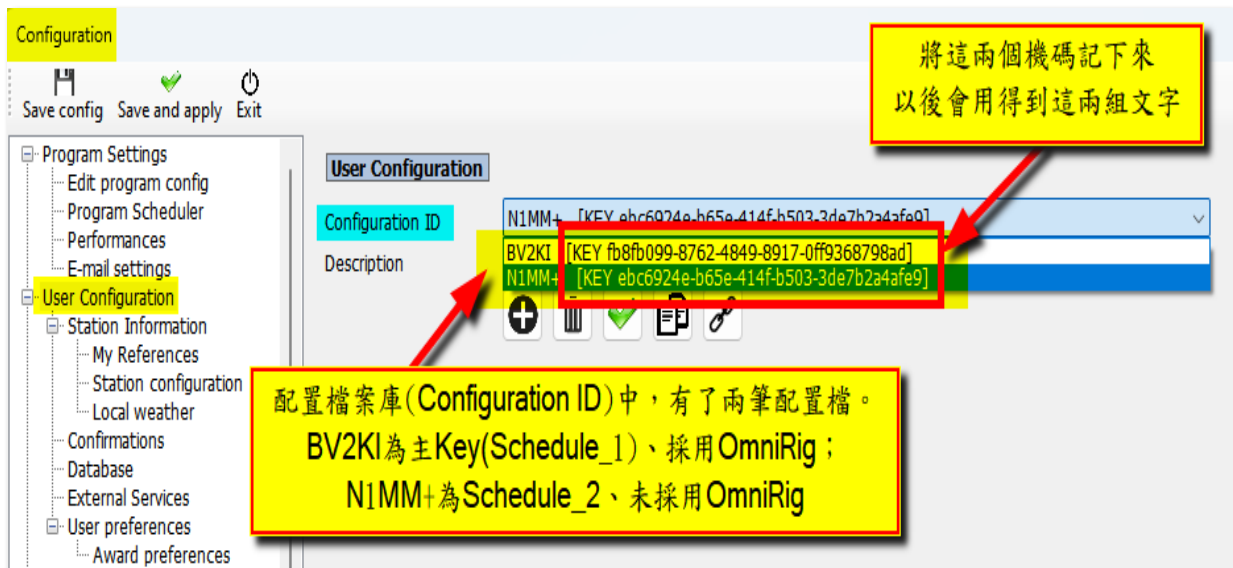 Configuration
Save config Save and apply Exit
將這兩個機碼記下來
以後會用得到這兩組文字
Program Settings
Edit program config
Program Scheduler
Performances
E-mail settings
User Configuration
Station Information
My References
Station configuration
Local weather
Confirmations
Database
External Services
User preferences
Award preferences
User Configuration
Configuration ID
N1MM+ [KEY ebc6924e-b65e-414f-b503-3de7b2a4afe9]
BV2KI [KEY fb8fb099-8762-4849-8917-0ff9368798ad]
N1MM+ [KEY ebc6924e-b65e-414f-b503-3de7b2a4afe9]
Description
配置檔案庫(Configuration ID)中，有了兩筆配置檔。
BV2KI為主Key(Schedule_1)、採用OmniRig；
N1MM+為Schedule_2、未採用OmniRig